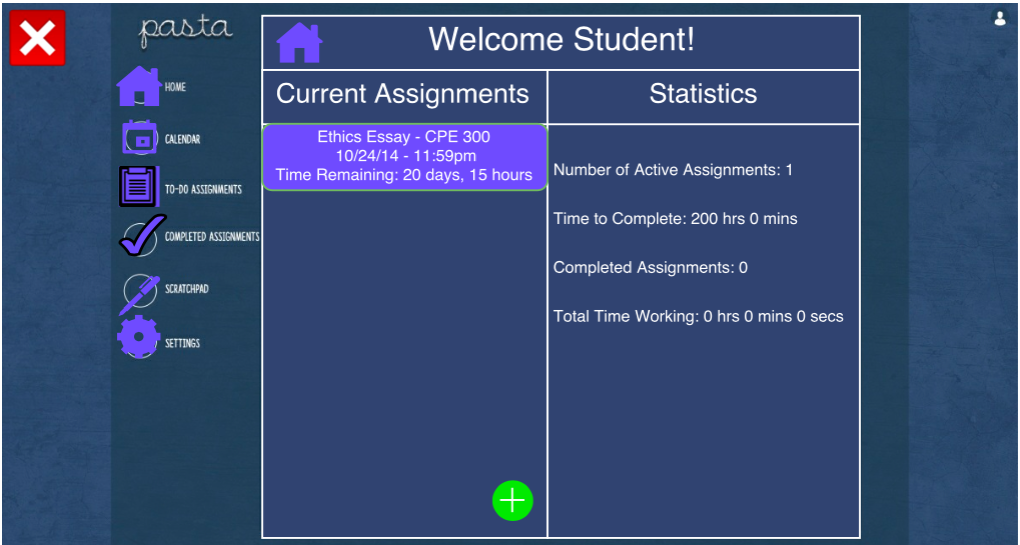 pasta
HOME
CALENDAR
TO-DO ASSIGNMENTS
COMPLETED ASSIGNMENTS
SCRATCHPAD
SETTINGS
Welcome Student!
Current Assignments
Ethics Essay - CPE 300
10/24/14 - 11:59pm
Time Remaining: 20 days, 15 hours
Statistics
Number of Active Assignments: 1
Time to Complete: 200 hrs 0 mins
Completed Assignments: 0
Total Time Working: 0 hrs 0 mins 0 secs